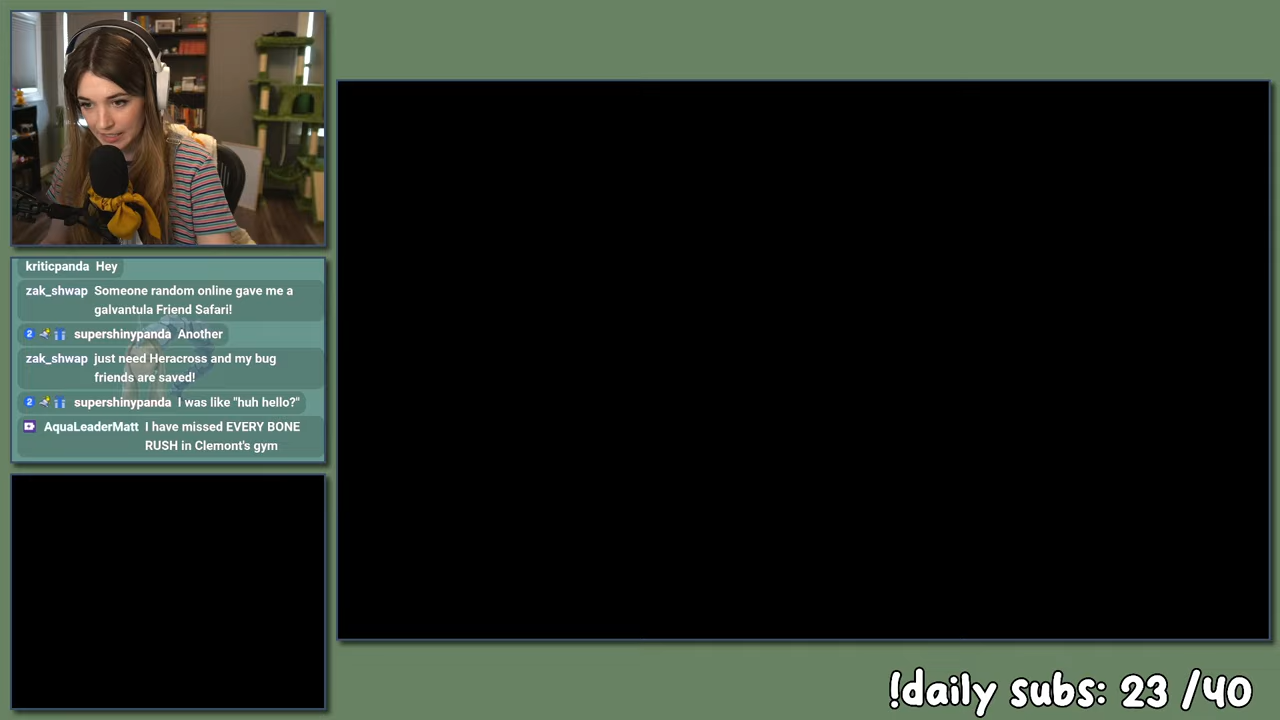 kriticpanda Hey
zak_shwap Someone random online gave me a
galvantula Friend Safari!
2 supershinypanda Another
zak_shwap just need Heracross and my bug
friends are saved!
2 supershinypanda I was like "huh hello?"
AquaLeaderMatt I have missed EVERY BONE
RUSH in Clemont's gym
!daily subs: 23 /40